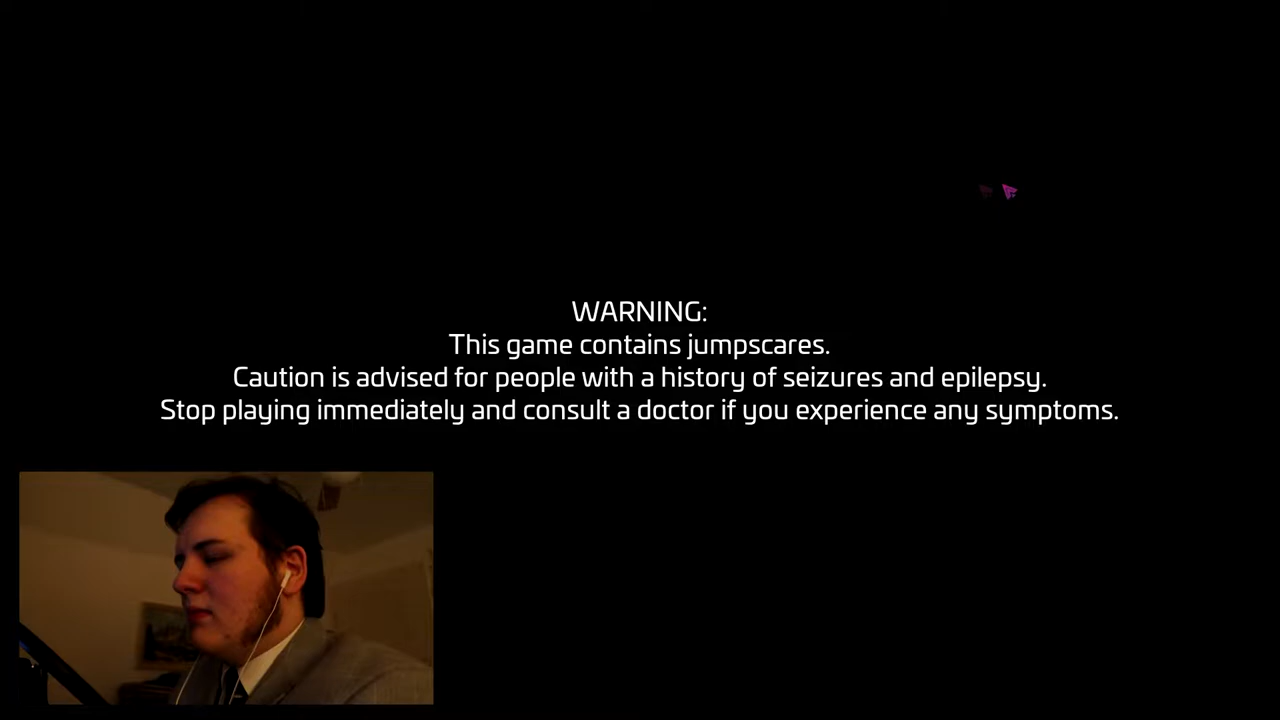 WARNING:
This game contains jumpscares.
Caution is advised for people with a history of seizures and epilepsy.
Stop playing immediately and consult a doctor if you experience any symptoms.